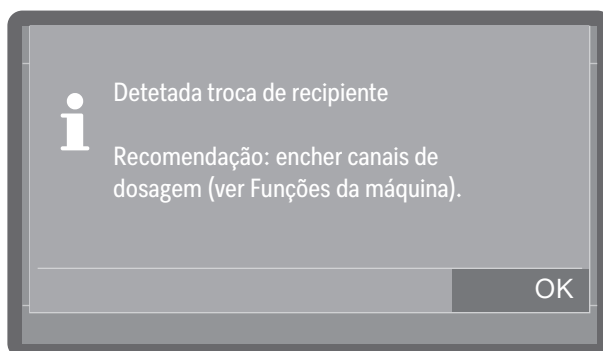 Detetada troca de recipiente
Recomendação: encher canais de
dosagem (ver Funções da máquina).
OK